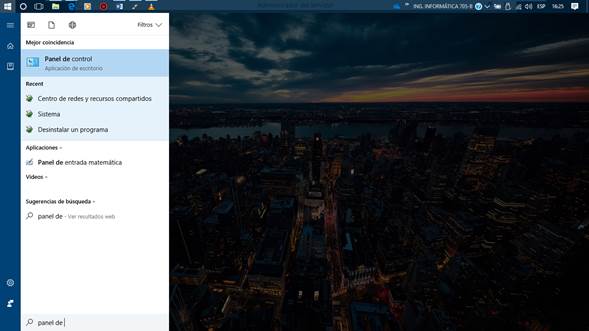 ING. INFORMÁTICA 705-B
ESP
16:25
Filtros
Mejor coincidencia
Panel de control
Aplicación de escritorio
Recent
Centro de redes y recursos compartidos
Sistema
Desinstalar un programa
Aplicaciones
Panel de entrada matemática
Vídeos
Sugerencias de búsqueda
panel de - Ver resultados web
panel de